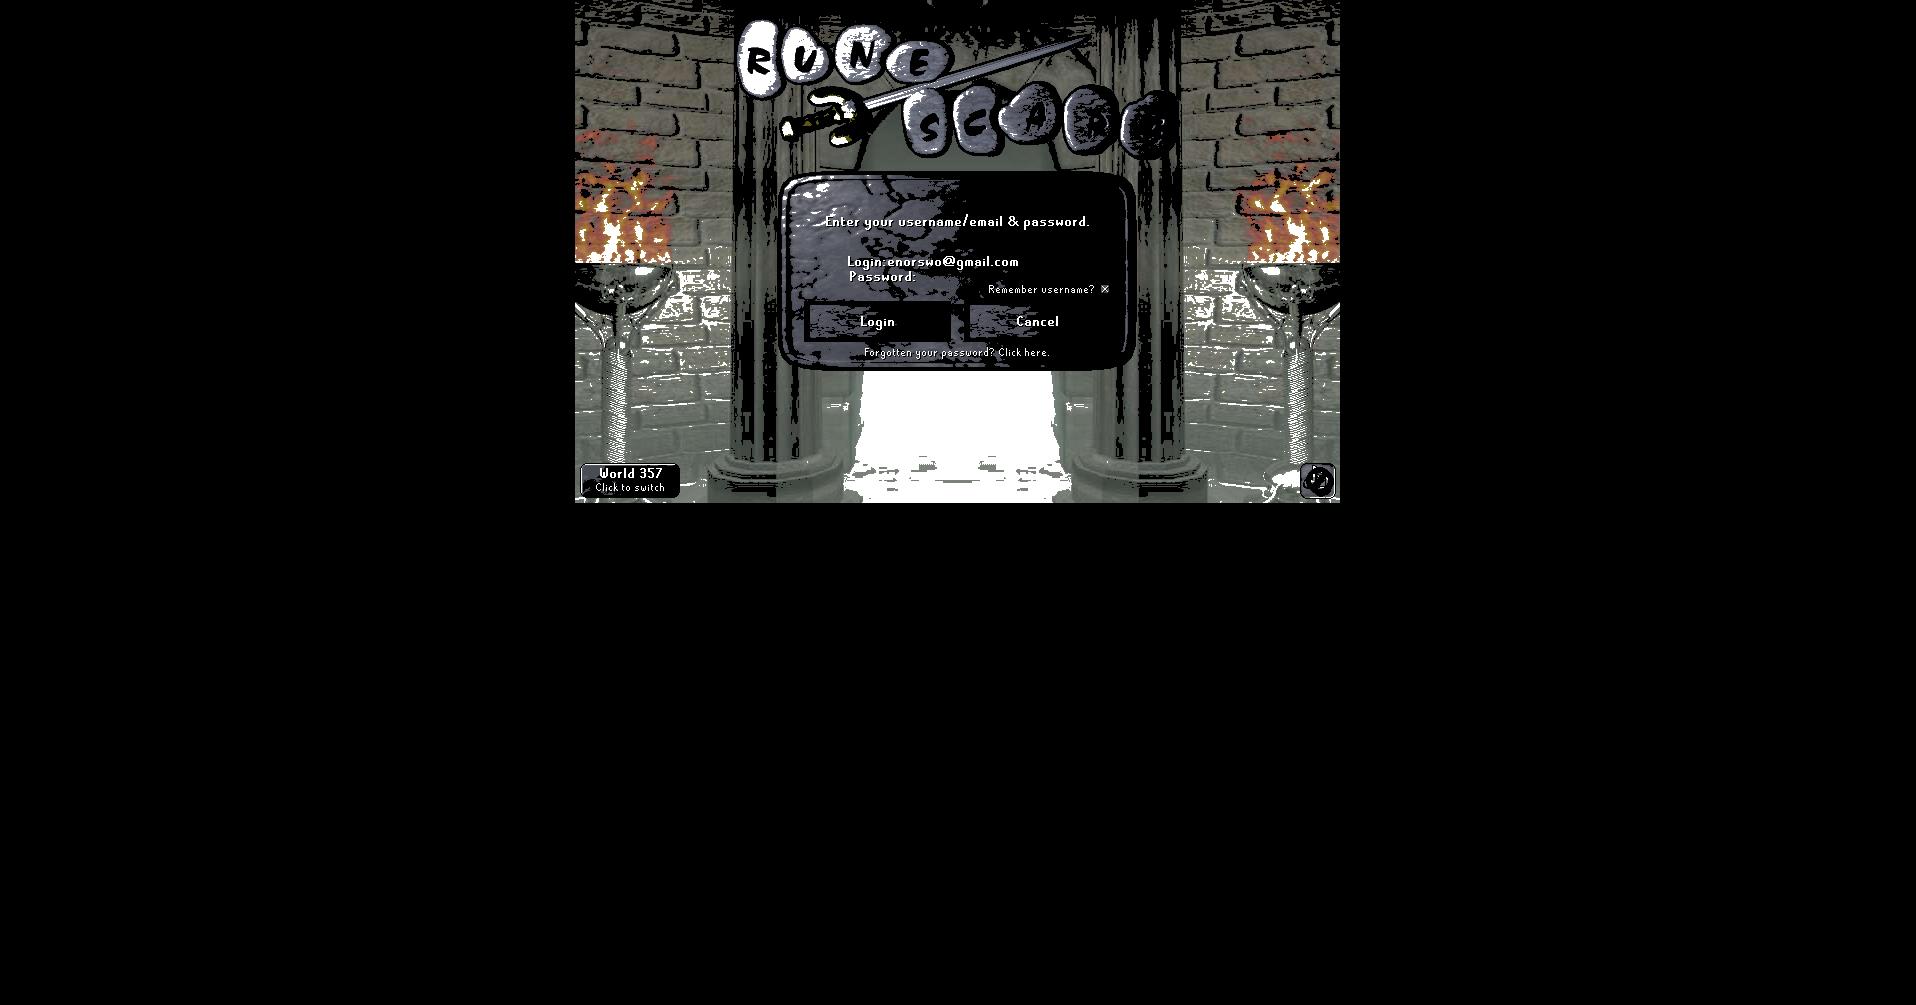 RUNE
SCAPE
Enter your username/email & password.
Login:enorswo@gmail.com
Password:
Remember username?
Login Cancel
Forgotten your password? Click here.
World 357
Click to switch